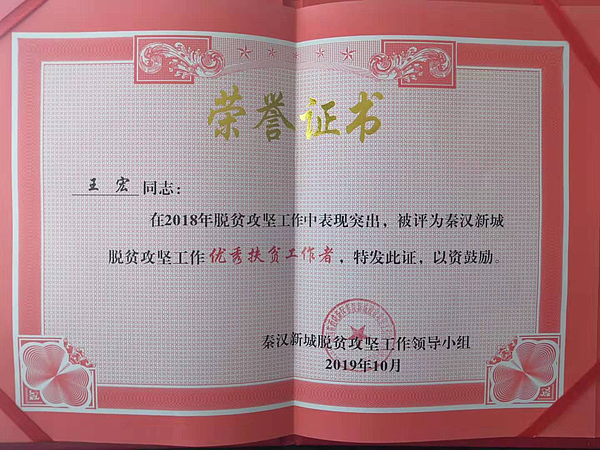 荣誉证书
王 宏 同志：
在2018年脱贫攻坚工作中表现突出，被评为秦汉新城
脱贫攻坚工作优秀扶贫工作者，特发此证，以资鼓励。
秦汉新城脱贫攻坚工作领导小组
2019年10月